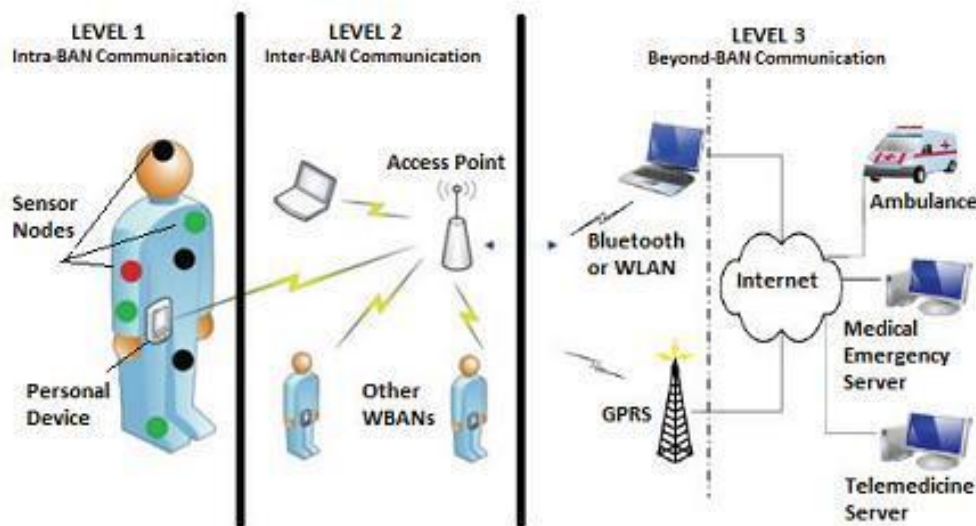 LEVEL 1
Intra-BAN Communication
Sensor
Nodes
Personal
Device
LEVEL 2
Inter-BAN Communication
Access Point
Other
WBANs
LEVEL 3
Beyond-BAN Communication
Bluetooth
or WLAN
GPRS
Internet
Ambulance
Medical
Emergency
Server
Telemedicine
Server